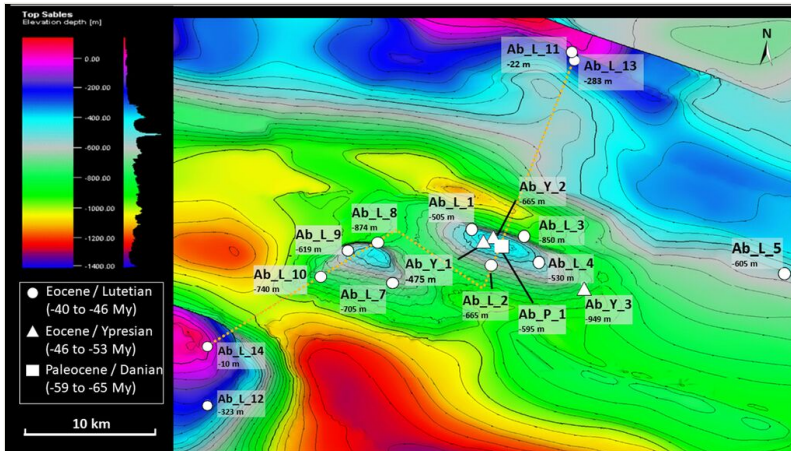 Top Sables
Elevation depth [m]
0.00
-200.00
-400.00
-600.00
-800.00
-1000.00
-1200.00
-1400.00
Eocene / Lutetian
(-40 to -46 My)
Eocene / Ypresian
(-46 to -53 My)
Paleocene / Danian
(-59 to -65 My)
10 km
N
Ab_L_11
-22 m
Ab_L_13
-283 m
Ab_Y_2
-665 m
Ab_L_1
-505 m
Ab_L_8
-874 m
Ab_L_3
-850 m
Ab_L_9
-619 m
Ab_L_5
-605 m
Ab_L_10
-740 m
Ab_Y_1
-475 m
Ab_L_4
-530 m
Ab_L_7
-705 m
Ab_L_2
-665 m
Ab_Y_3
-949 m
Ab_P_1
-595 m
Ab_L_14
-10 m
Ab_L_12
-323 m